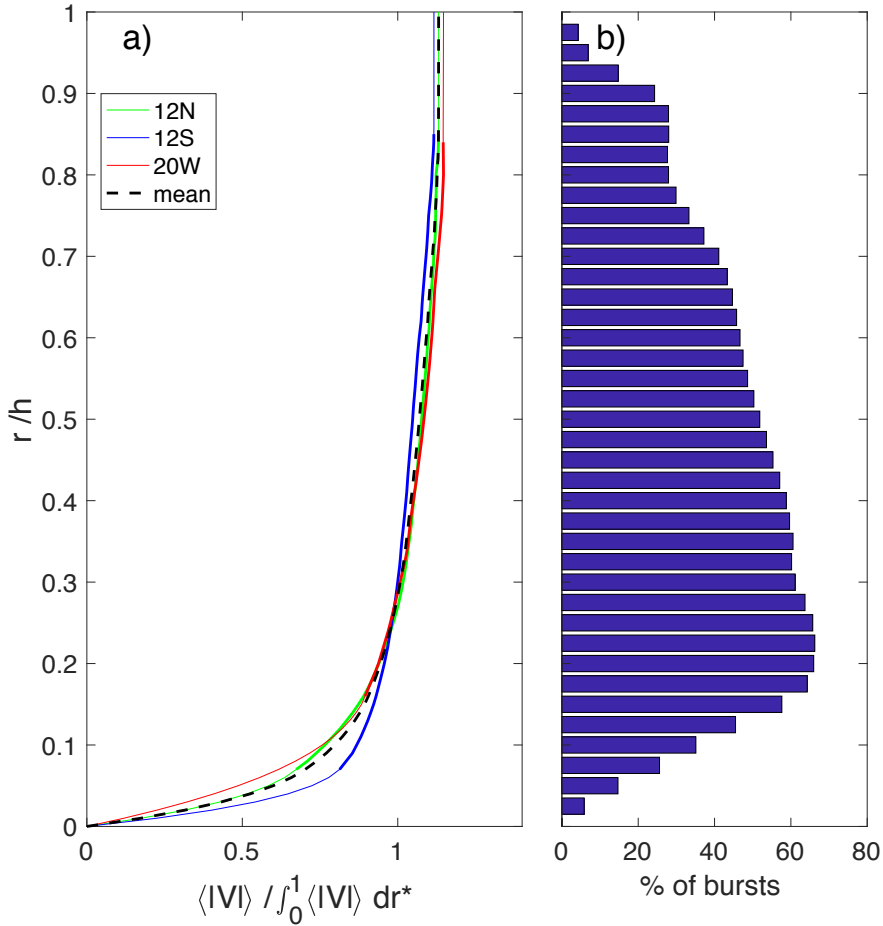 a)
12N
12S
20W
mean
1
0.9
0.8
0.7
0.6
0.5
0.4
0.3
0.2
0.1
0
r /h
0 0.5 1
⟨|V|⟩ / ∫₀¹⟨|V|⟩ dr*
b)
0 20 40 60 80
% of bursts